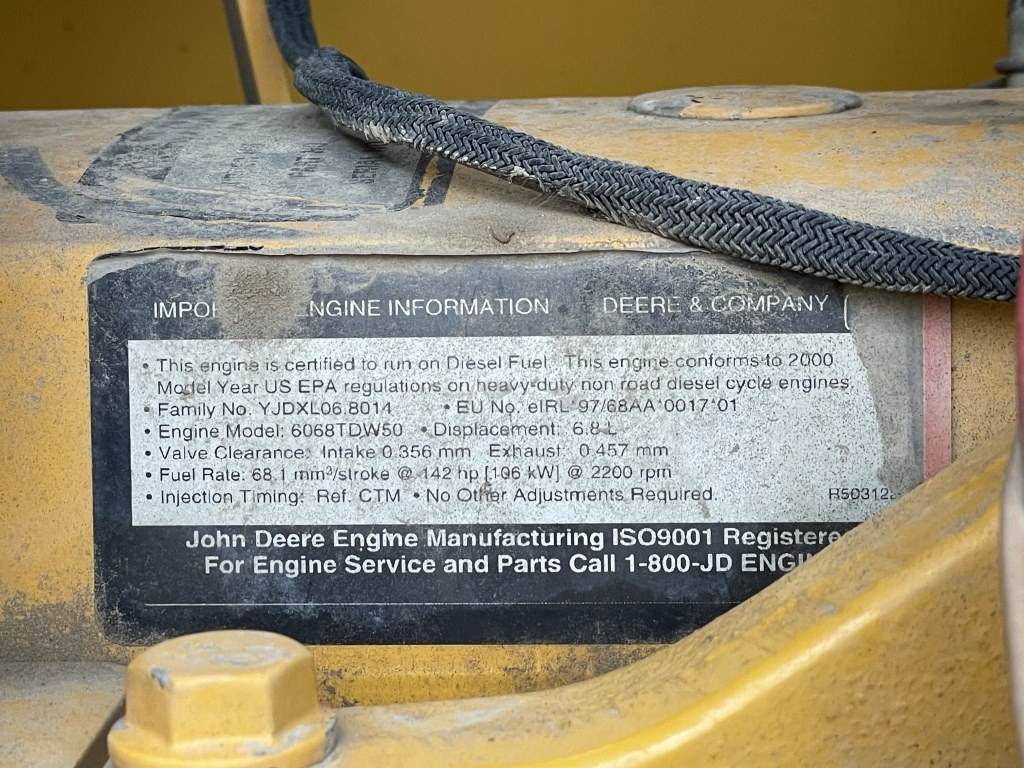 IMPOR ENGINE INFORMATION DEERE & COMPANY
• This engine is certified to run on Diesel Fuel. This engine conforms to 2000
Model Year US EPA regulations on heavy-duty non road diesel cycle engines.
• Family No. YJDXL06.8014 • EU No. eIRL*97/68AA*0017*01
• Engine Model: 6068TDW50 • Displacement: 6.8 L
• Valve Clearance: Intake 0.356 mm Exhaust: 0.457 mm
• Fuel Rate: 68.1 mm³/stroke @ 142 hp [106 kW] @ 2200 rpm
• Injection Timing: Ref. CTM • No Other Adjustments Required. R50312
John Deere Engine Manufacturing ISO9001 Registere
For Engine Service and Parts Call 1-800-JD ENGI